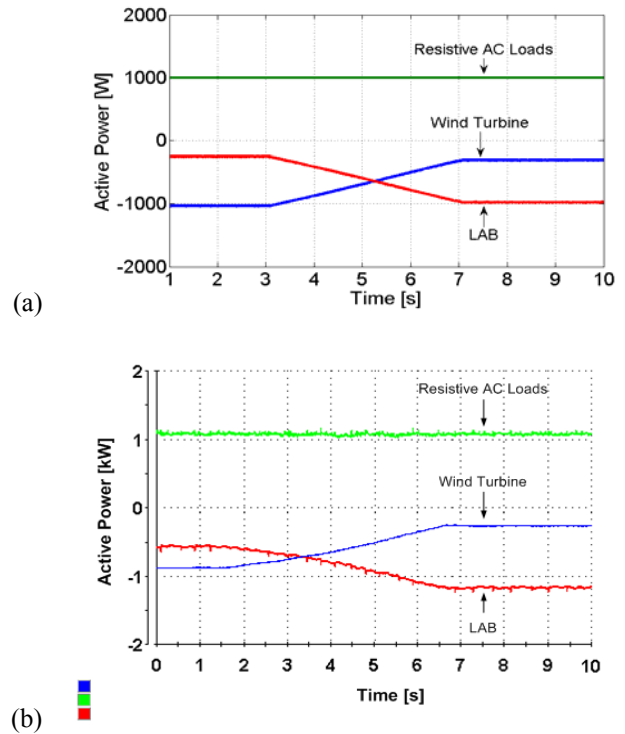 2000
Resistive AC Loads
1000
Wind Turbine
0
-1000
LAB
-2000
Active Power [W]
1 2 3 4 5 6 7 8 9 10
Time [s]
(a)
2
Resistive AC Loads
1
Wind Turbine
0
-1
LAB
-2
Active Power [kW]
0 1 2 3 4 5 6 7 8 9 10
Time [s]
(b)